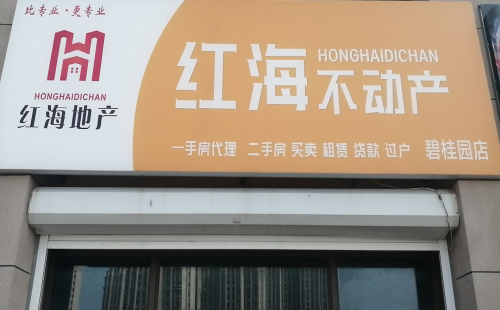 比专业·更专业
HONGHAIDICHAN
红海地产
红海不动产
HONGHAIDICHAN
一手房代理 二手房 买卖 租赁 贷款 过户 碧桂园店